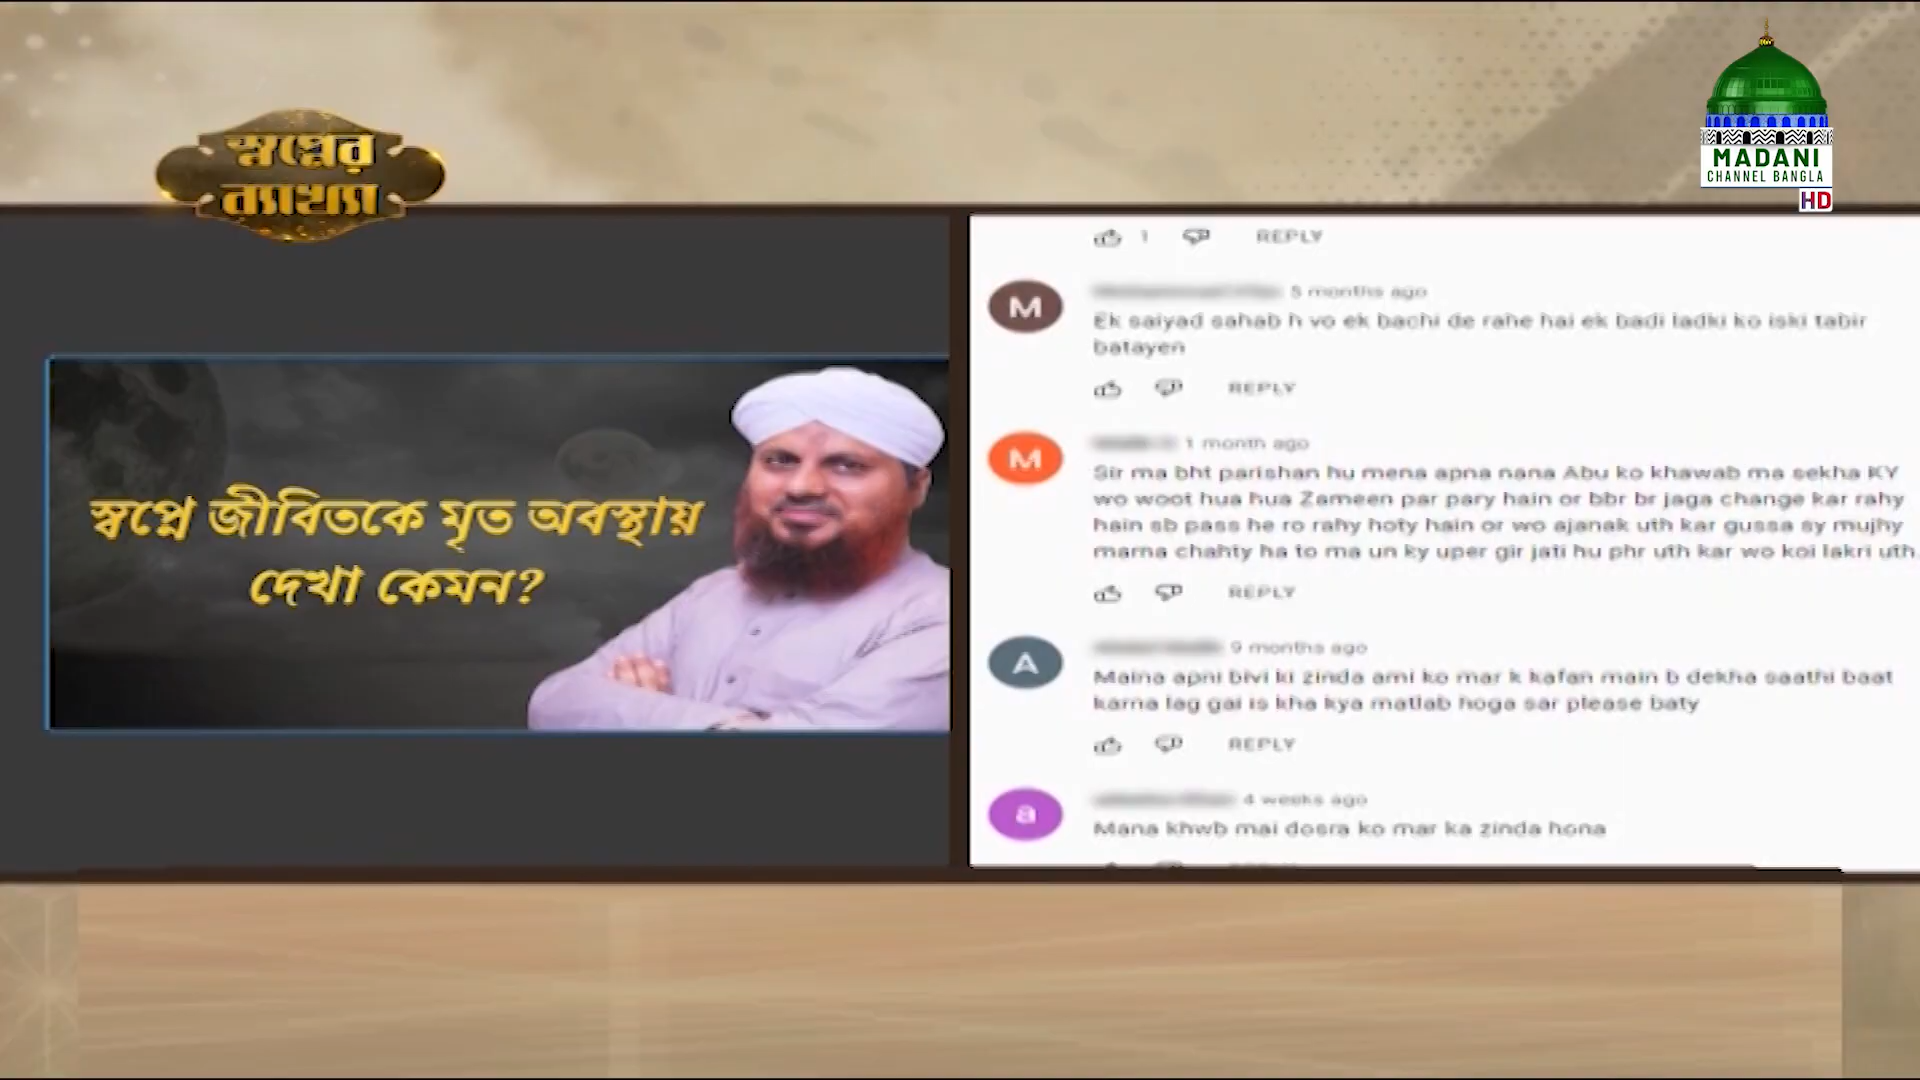 স্বপ্নের
ব্যাখ্যা
MADANI
CHANNEL BANGLA
HD
স্বপ্নে জীবিতকে মৃত অবস্থায়
দেখা কেমন?
1 REPLY
M
5 months ago
Ek saiyad sahab h vo ek bachi de rahe hai ek badi ladki ko iski tabir
batayen
REPLY
M
1 month ago
Sir ma bht parishan hu mena apna nana Abu ko khawab ma sekha KY
wo woot hua hua Zameen par pary hain or bbr br jaga change kar rahy
hain sb pass he ro rahy hoty hain or wo ajanak uth kar gussa sy mujhy
marna chahty ha to ma un ky uper gir jati hu phr uth kar wo koi lakri uth
REPLY
A
9 months ago
Maina apni bivi ki zinda ami ko mar k kafan main b dekha saathi baat
karna lag gai is kha kya matlab hoga sar please baty
REPLY
a
4 weeks ago
Mana khwb mai dosra ko mar ka zinda hona